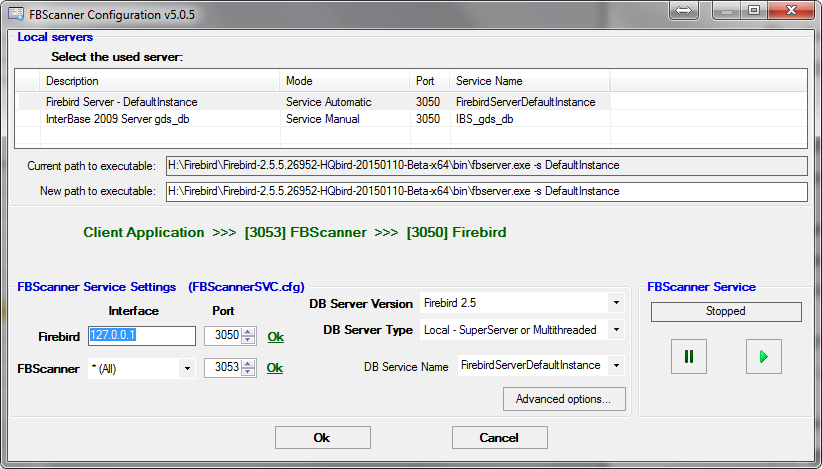 FBScanner Configuration v5.0.5
Local servers
Select the used server:
Description Mode Port Service Name
Firebird Server - DefaultInstance Service Automatic 3050 FirebirdServerDefaultInstance
InterBase 2009 Server gds_db Service Manual 3050 IBS_gds_db
Current path to executable: H:\Firebird\Firebird-2.5.5.26952-HQbird-20150110-Beta-x64\bin\fbserver.exe -s DefaultInstance
New path to executable: H:\Firebird\Firebird-2.5.5.26952-HQbird-20150110-Beta-x64\bin\fbserver.exe -s DefaultInstance
Client Application >>> [3053] FBScanner >>> [3050] Firebird
FBScanner Service Settings (FBScannerSVC.cfg)
Interface Port
Firebird 127.0.0.1 3050 Ok
FBScanner * (All) 3053 Ok
DB Server Version Firebird 2.5
DB Server Type Local - SuperServer or Multithreaded
DB Service Name FirebirdServerDefaultInstance
Advanced options...
FBScanner Service
Stopped
Ok Cancel